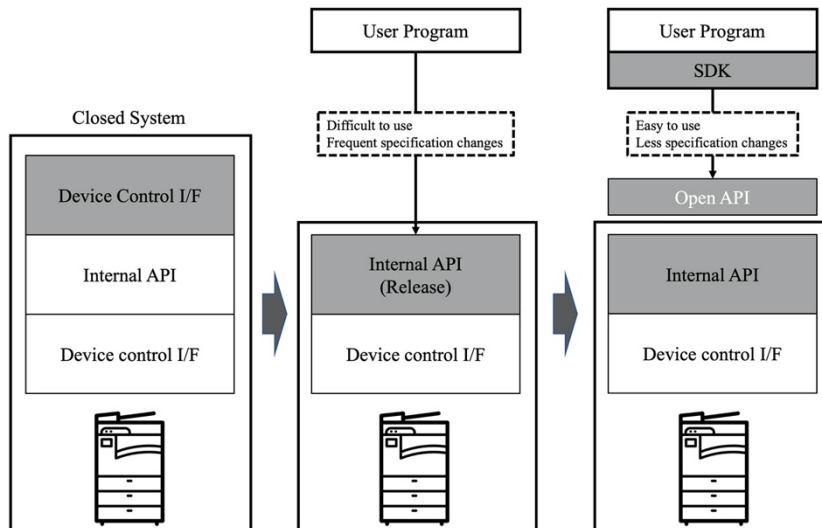 Closed System
Device Control I/F
Internal API
Device control I/F
User Program
Difficult to use
Frequent specification changes
Internal API
(Release)
Device control I/F
User Program
SDK
Easy to use
Less specification changes
Open API
Internal API
Device control I/F